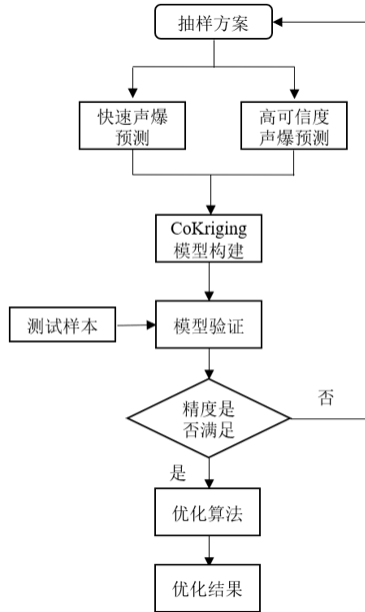 抽样方案
快速声爆
预测
高可信度
声爆预测
CoKriging
模型构建
测试样本
模型验证
精度是
否满足
否
是
优化算法
优化结果